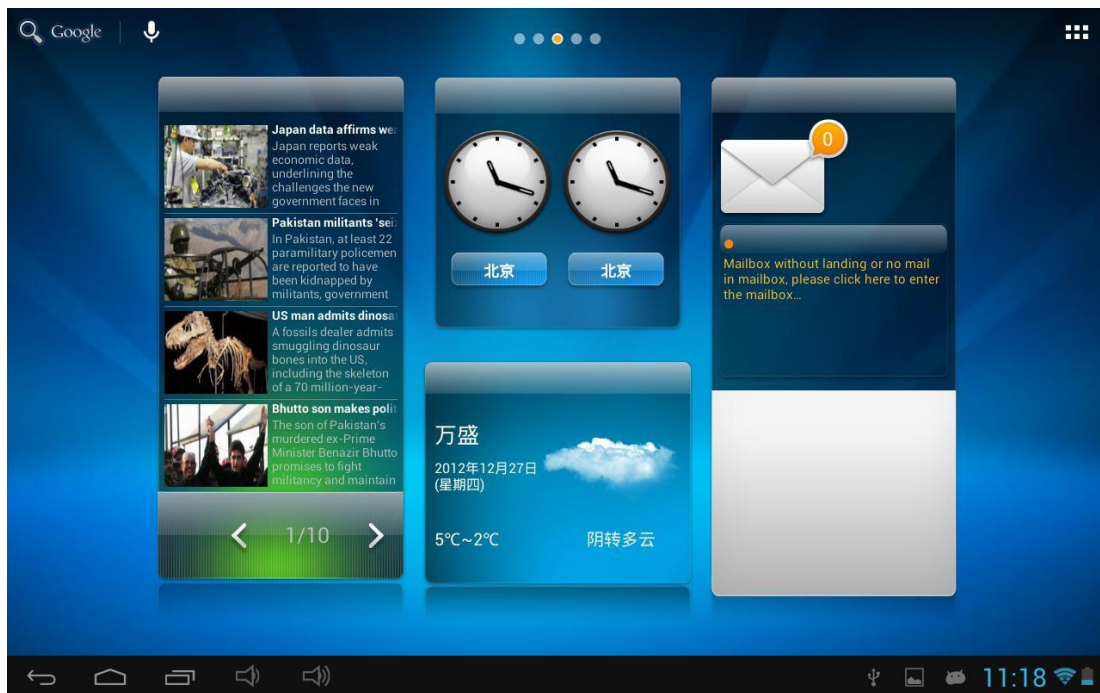 Google
Japan data affirms wea
Japan reports weak
economic data,
underlining the
challenges the new
government faces in
Pakistan militants 'sei
In Pakistan, at least 22
paramilitary policemen
are reported to have
been kidnapped by
militants, government
US man admits dinosa
A fossils dealer admits
smuggling dinosaur
bones into the US,
including the skeleton
of a 70 million-year-
Bhutto son makes polit
The son of Pakistan's
murdered ex-Prime
Minister Benazir Bhutto
promises to fight
militancy and maintain
1/10
北京
北京
万盛
2012年12月27日
(星期四)
5℃~2℃
阴转多云
0
Mailbox without landing or no mail
in mailbox, please click here to enter
the mailbox...
11:18